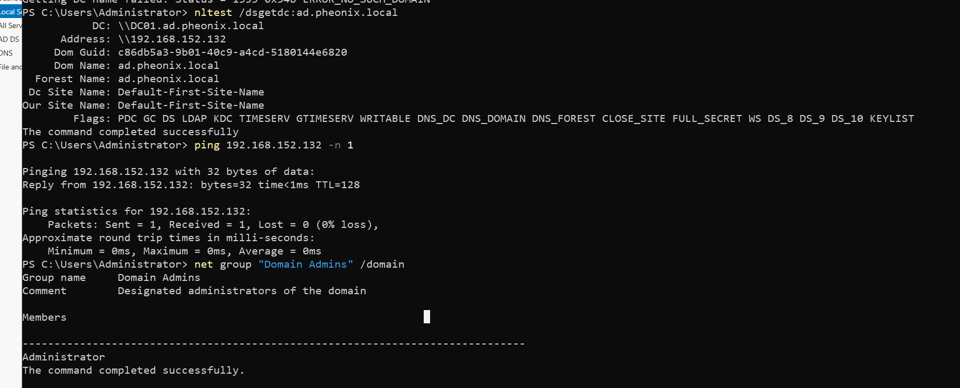 Getting DC name failed: Status = 1355 0x54b ERROR_NO_SUCH_DOMAIN
PS C:\Users\Administrator> nltest /dsgetdc:ad.pheonix.local
DC: \\DC01.ad.pheonix.local
Address: \\192.168.152.132
Dom Guid: c86db5a3-9b01-40c9-a4cd-5180144e6820
Dom Name: ad.pheonix.local
Forest Name: ad.pheonix.local
Dc Site Name: Default-First-Site-Name
Our Site Name: Default-First-Site-Name
Flags: PDC GC DS LDAP KDC TIMESERV GTIMESERV WRITABLE DNS_DC DNS_DOMAIN DNS_FOREST CLOSE_SITE FULL_SECRET WS DS_8 DS_9 DS_10 KEYLIST
The command completed successfully
PS C:\Users\Administrator> ping 192.168.152.132 -n 1
Pinging 192.168.152.132 with 32 bytes of data:
Reply from 192.168.152.132: bytes=32 time<1ms TTL=128
Ping statistics for 192.168.152.132:
Packets: Sent = 1, Received = 1, Lost = 0 (0% loss),
Approximate round trip times in milli-seconds:
Minimum = 0ms, Maximum = 0ms, Average = 0ms
PS C:\Users\Administrator> net group "Domain Admins" /domain
Group name Domain Admins
Comment Designated administrators of the domain
Members
-------------------------------------------------------------------------------
Administrator
The command completed successfully.
Local S
All Serv
AD DS
DNS
File and